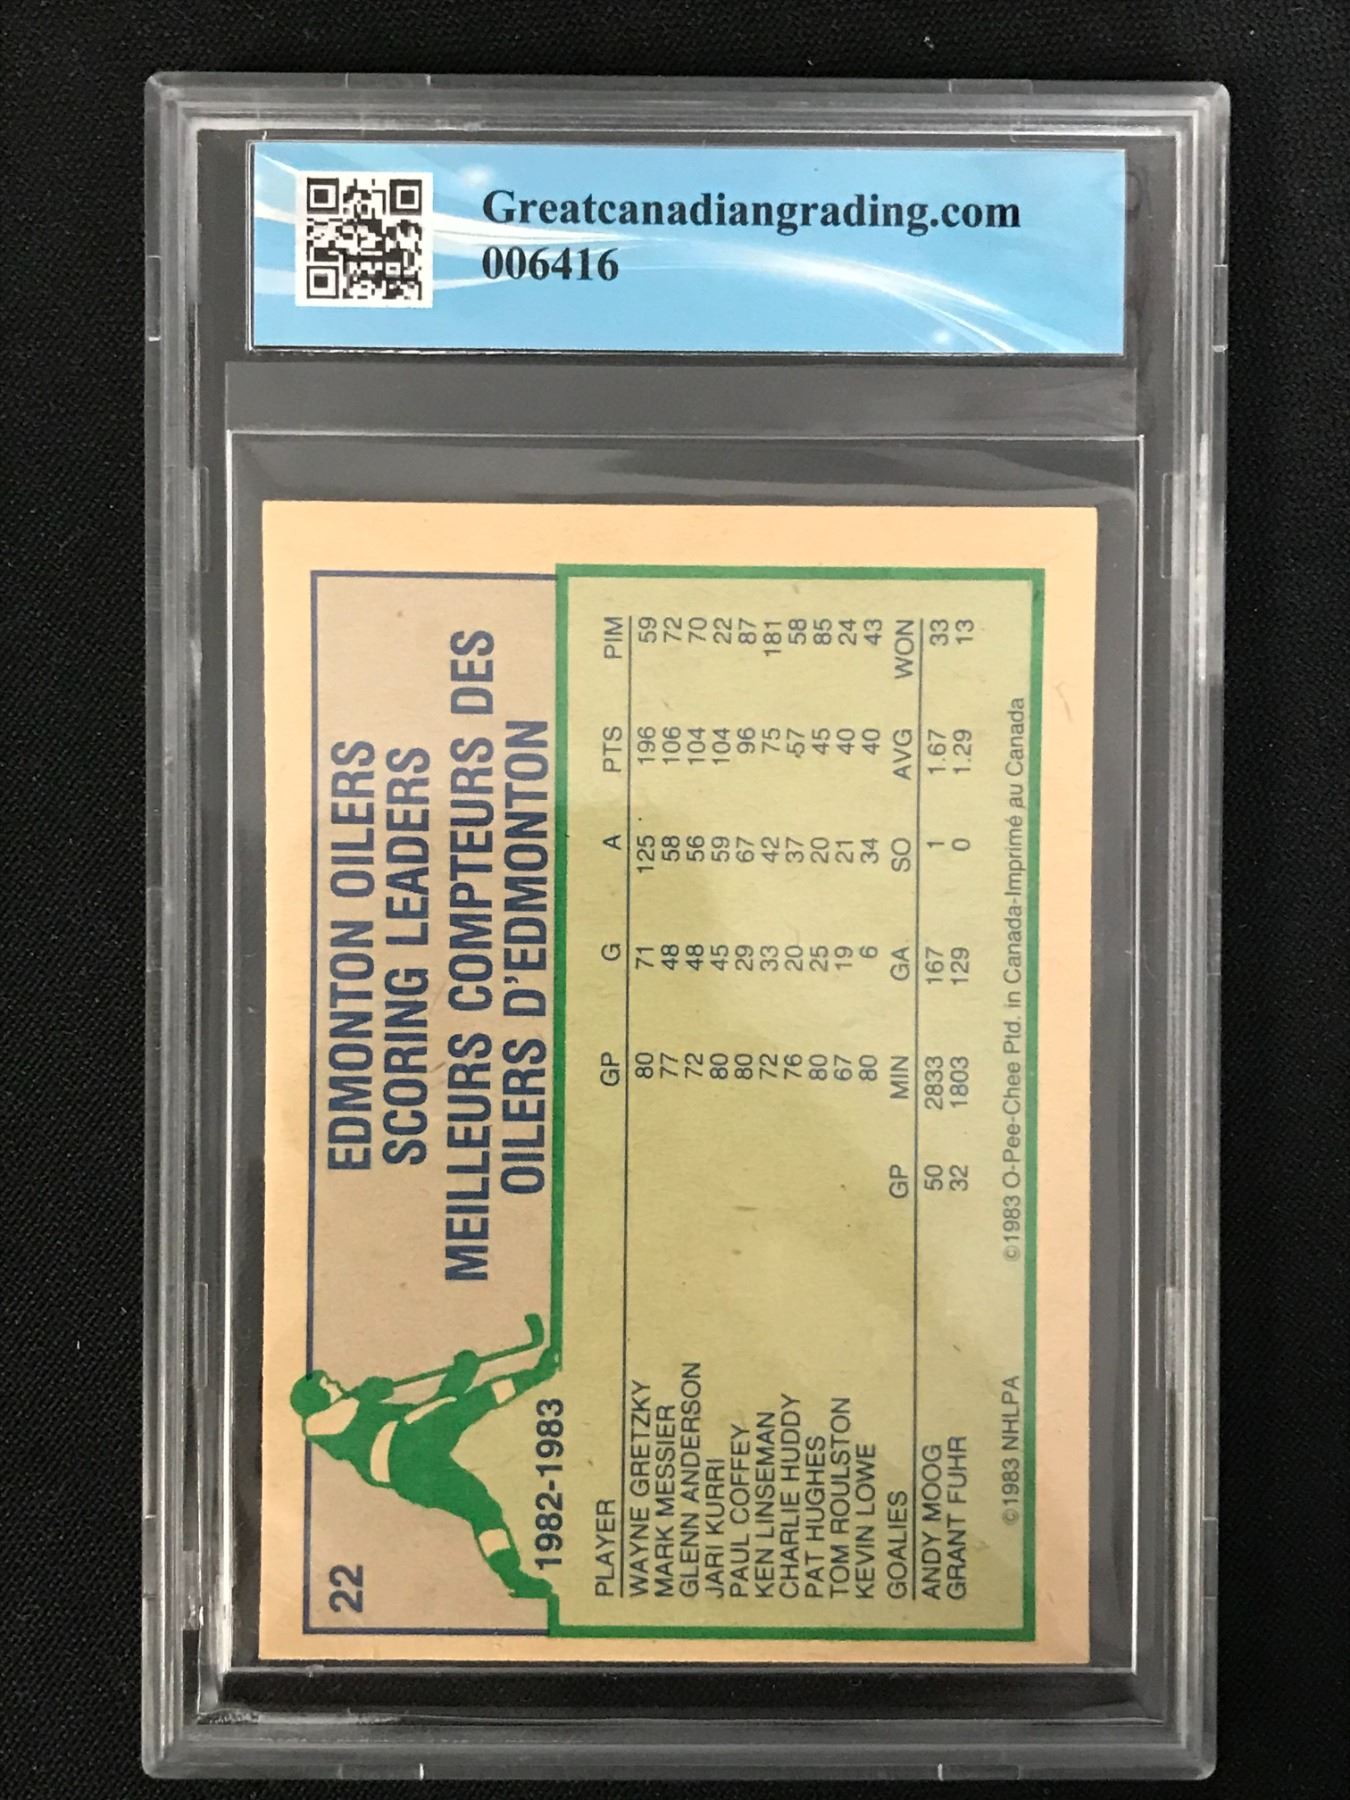 Greatcanadiangrading.com
006416
22
EDMONTON OILERS
SCORING LEADERS
MEILLEURS COMPTEURS DES
OILERS D'EDMONTON
1982-1983
PLAYER GP G A PTS PIM
WAYNE GRETZKY 80 71 125 196 59
MARK MESSIER 77 48 58 106 72
GLENN ANDERSON 72 48 56 104 70
JARI KURRI 80 45 59 104 22
PAUL COFFEY 80 29 67 96 87
KEN LINSEMAN 72 33 42 75 181
CHARLIE HUDDY 76 20 37 57 58
PAT HUGHES 80 25 20 45 85
TOM ROULSTON 67 19 21 40 24
KEVIN LOWE 80 6 34 40 43
GOALIES GP MIN GA SO AVG WON
ANDY MOOG 50 2833 167 1 1.67 33
GRANT FUHR 32 1803 129 0 1.29 13
©1983 NHLPA ©1983 O-Pee-Chee Ptd. in Canada-Imprimé au Canada